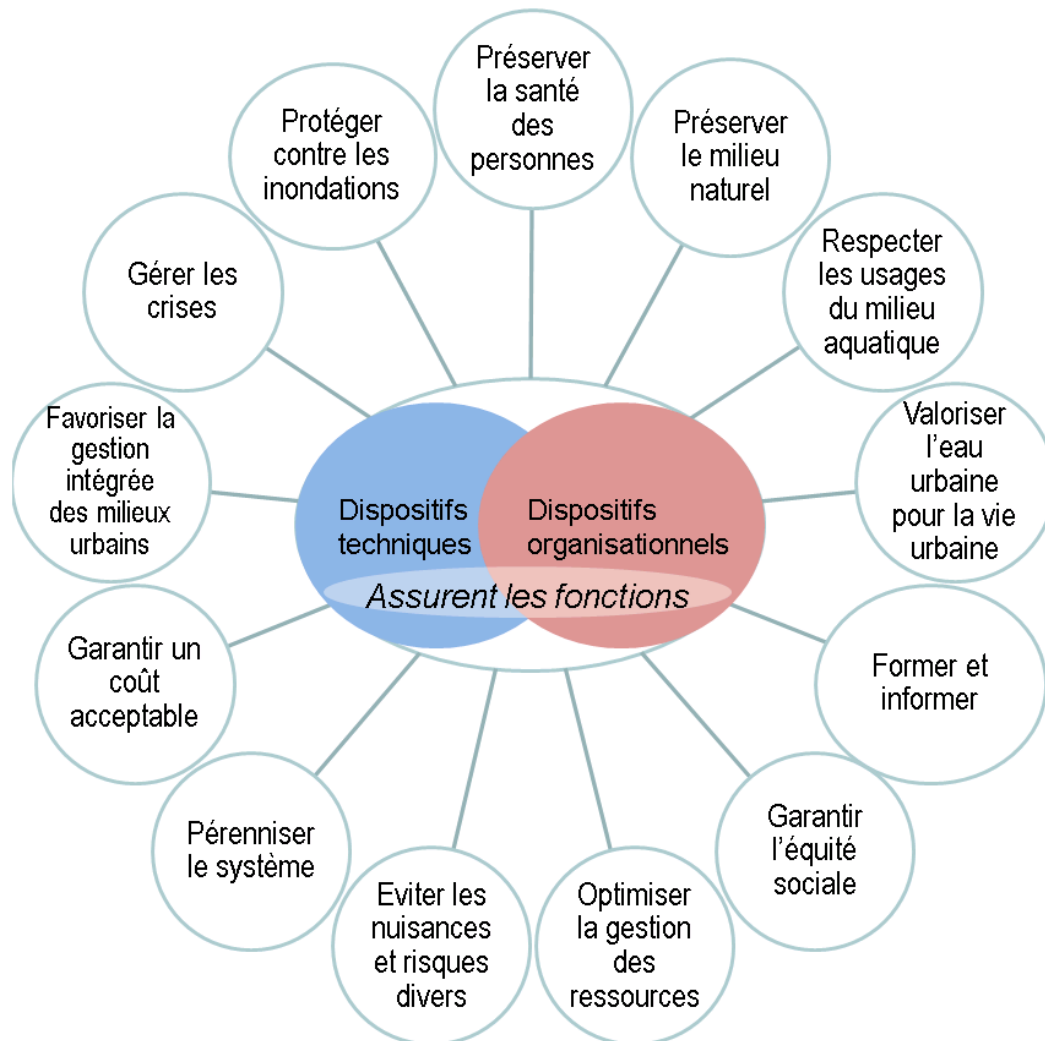 Préserver
la santé
des
personnes
Préserver
le milieu
naturel
Respecter
les usages
du milieu
aquatique
Valoriser
l'eau
urbaine
pour la vie
urbaine
Former et
informer
Garantir
l'équité
sociale
Optimiser
la gestion
des
ressources
Eviter les
nuisances
et risques
divers
Pérenniser
le système
Garantir un
coût
acceptable
Favoriser la
gestion
intégrée
des milieux
urbains
Gérer les
crises
Protéger
contre les
inondations
Dispositifs
techniques
Dispositifs
organisationnels
Assurent les fonctions